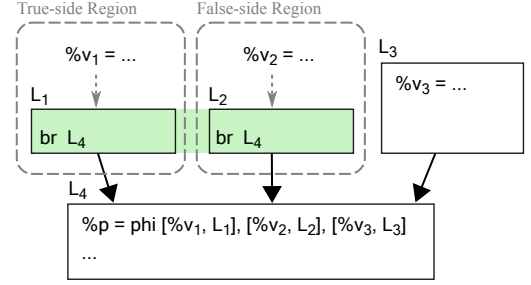 True-side Region
False-side Region
%v₁ = ...
%v₂ = ...
L₃
%v₃ = ...
L₁
L₂
br L₄
br L₄
L₄
%p = phi [%v₁, L₁], [%v₂, L₂], [%v₃, L₃]
...